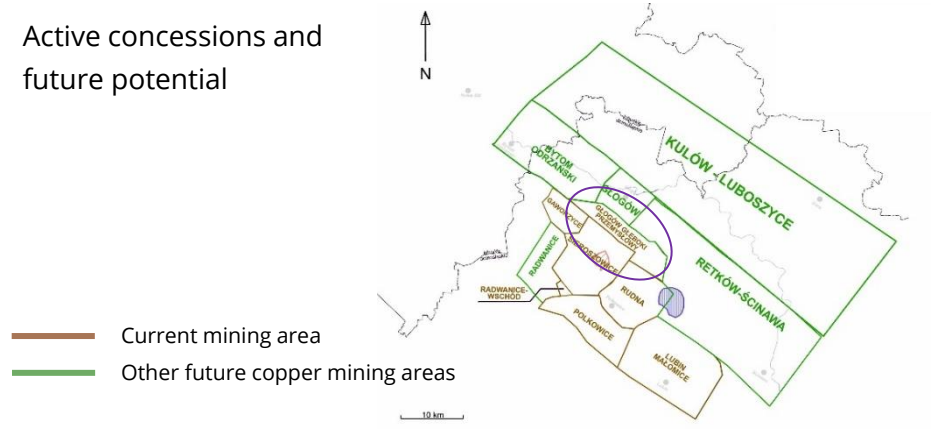 Active concessions and
future potential
N
KULÓW - LUBOSZYCE
BYTOM
ODRZAŃSKI
GŁOGÓW
GAWORZYCE
GŁOGÓW GŁĘBOKI
PRZEMYSŁOWY
RADWANICE
SIEROSZOWICE
RETKÓW-ŚCINAWA
RADWANICE-
WSCHÓD
RUDNA
POLKOWICE
LUBIN
MAŁOMICE
Current mining area
Other future copper mining areas
10 km